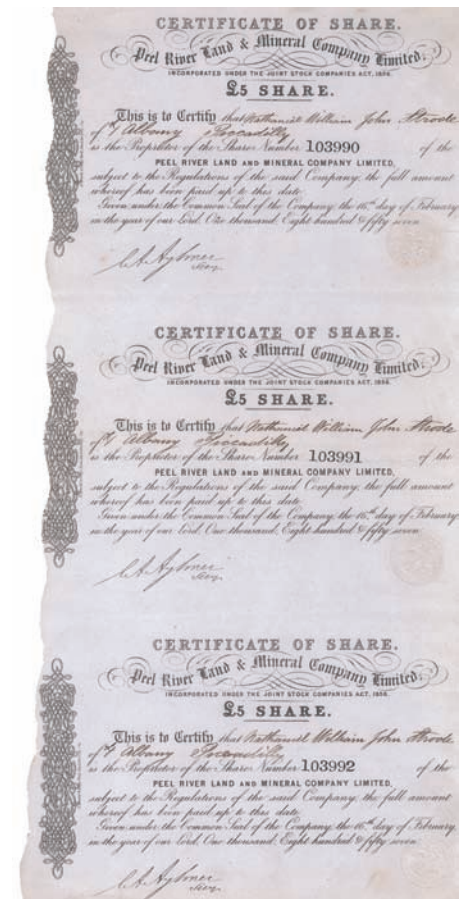 CERTIFICATE OF SHARE.
Peel River Land & Mineral Company Limited.
INCORPORATED UNDER THE JOINT STOCK COMPANIES ACT, 1856.
£5 SHARE.
This is to Certify that Nathaniel William John Strode
of Albany Piccadilly
is the Proprietor of the Share Number 103990 of the
PEEL RIVER LAND AND MINERAL COMPANY LIMITED,
subject to the Regulations of the said Company, the full amount
whereof has been paid up to this date.
Given under the Common Seal of the Company, the 16th day of February
in the year of our Lord, One thousand, Eight hundred & fifty seven
Secy.
CERTIFICATE OF SHARE.
Peel River Land & Mineral Company Limited.
INCORPORATED UNDER THE JOINT STOCK COMPANIES ACT, 1856.
£5 SHARE.
This is to Certify that Nathaniel William John Strode
of Albany Piccadilly
is the Proprietor of the Share Number 103991 of the
PEEL RIVER LAND AND MINERAL COMPANY LIMITED,
subject to the Regulations of the said Company, the full amount
whereof has been paid up to this date.
Given under the Common Seal of the Company, the 16th day of February
in the year of our Lord, One thousand, Eight hundred & fifty seven
Secy.
CERTIFICATE OF SHARE.
Peel River Land & Mineral Company Limited.
INCORPORATED UNDER THE JOINT STOCK COMPANIES ACT, 1856.
£5 SHARE.
This is to Certify that Nathaniel William John Strode
of Albany Piccadilly
is the Proprietor of the Share Number 103992 of the
PEEL RIVER LAND AND MINERAL COMPANY LIMITED,
subject to the Regulations of the said Company, the full amount
whereof has been paid up to this date.
Given under the Common Seal of the Company, the 16th day of February
in the year of our Lord, One thousand, Eight hundred & fifty seven
Secy.